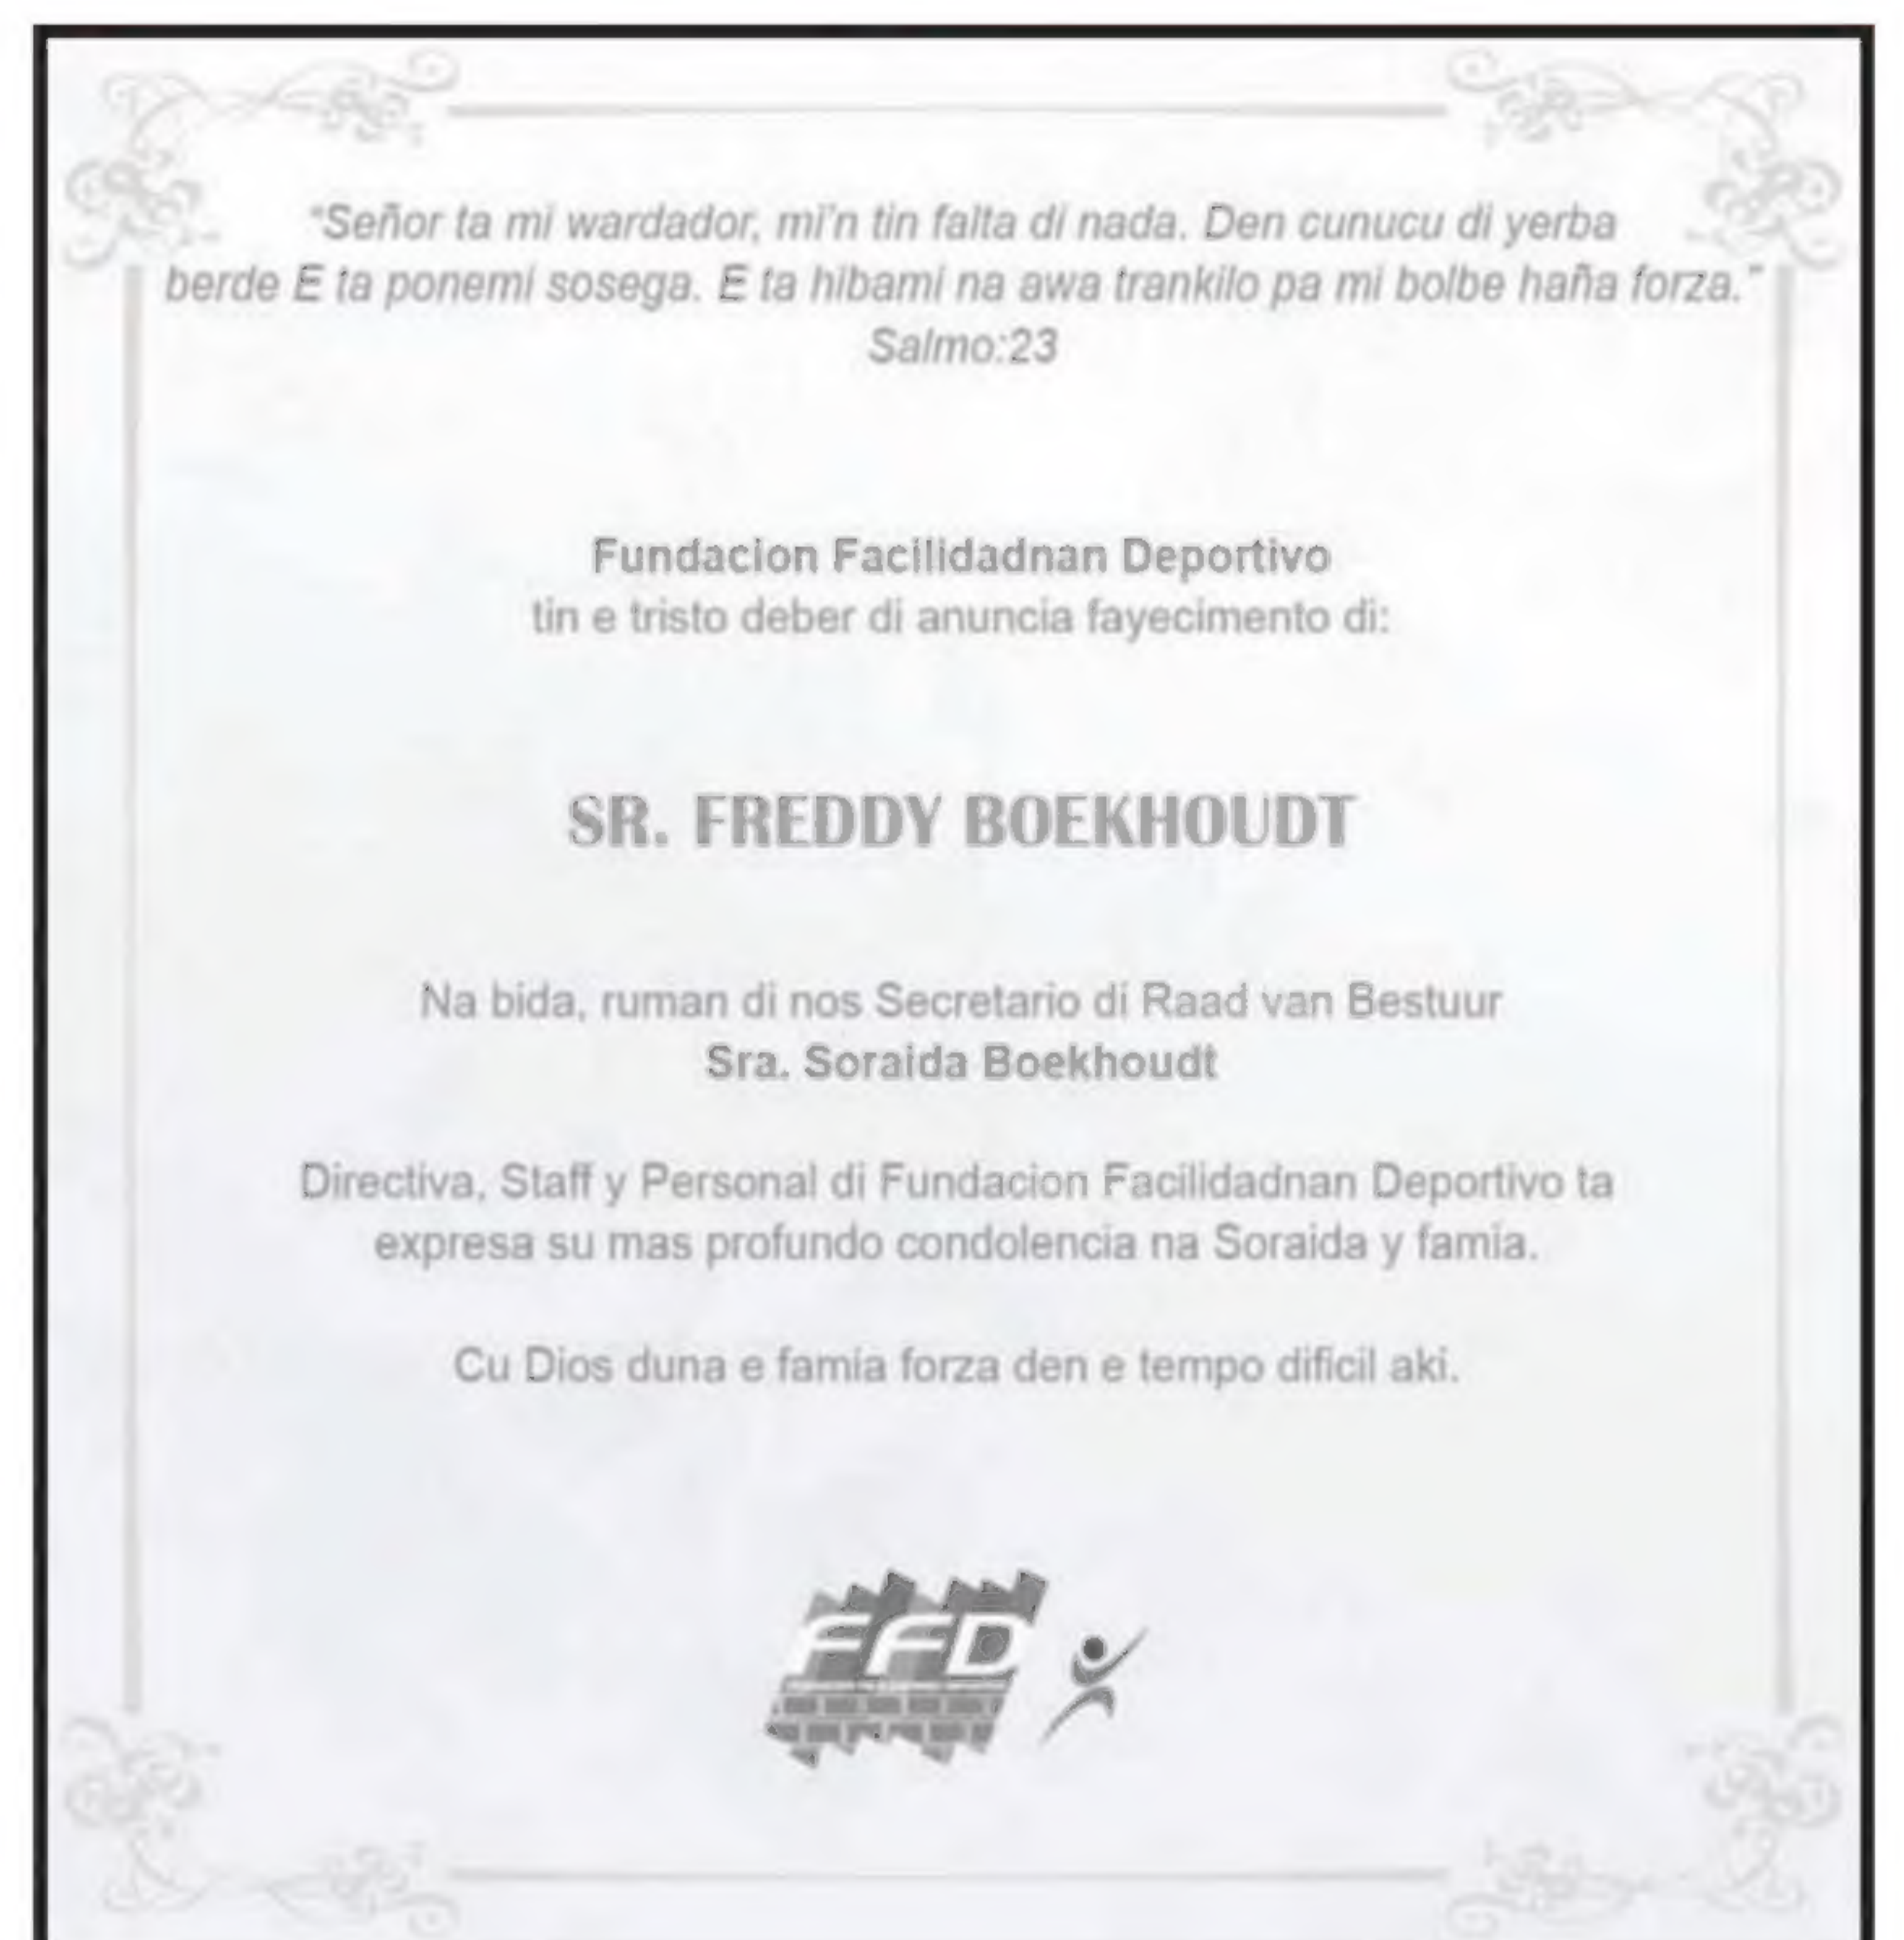 "Señor ta mi wardador, mi'n tin falta di nada. Den cunucu di yerba
berde E ta ponemi sosega. E ta hibami na awa trankilo pa mi bolbe haña forza."
Salmo:23
Fundacion Facilidadnan Deportivo
tin e tristo deber di anuncia fayecimento di:
SR. FREDDY BOEKHOUDT
Na bida, ruman di nos Secretario di Raad van Bestuur
Sra. Soraida Boekhoudt
Directiva, Staff y Personal di Fundacion Facilidadnan Deportivo ta
expresa su mas profundo condolencia na Soraida y famia.
Cu Dios duna e famia forza den e tempo dificil aki.
FFD